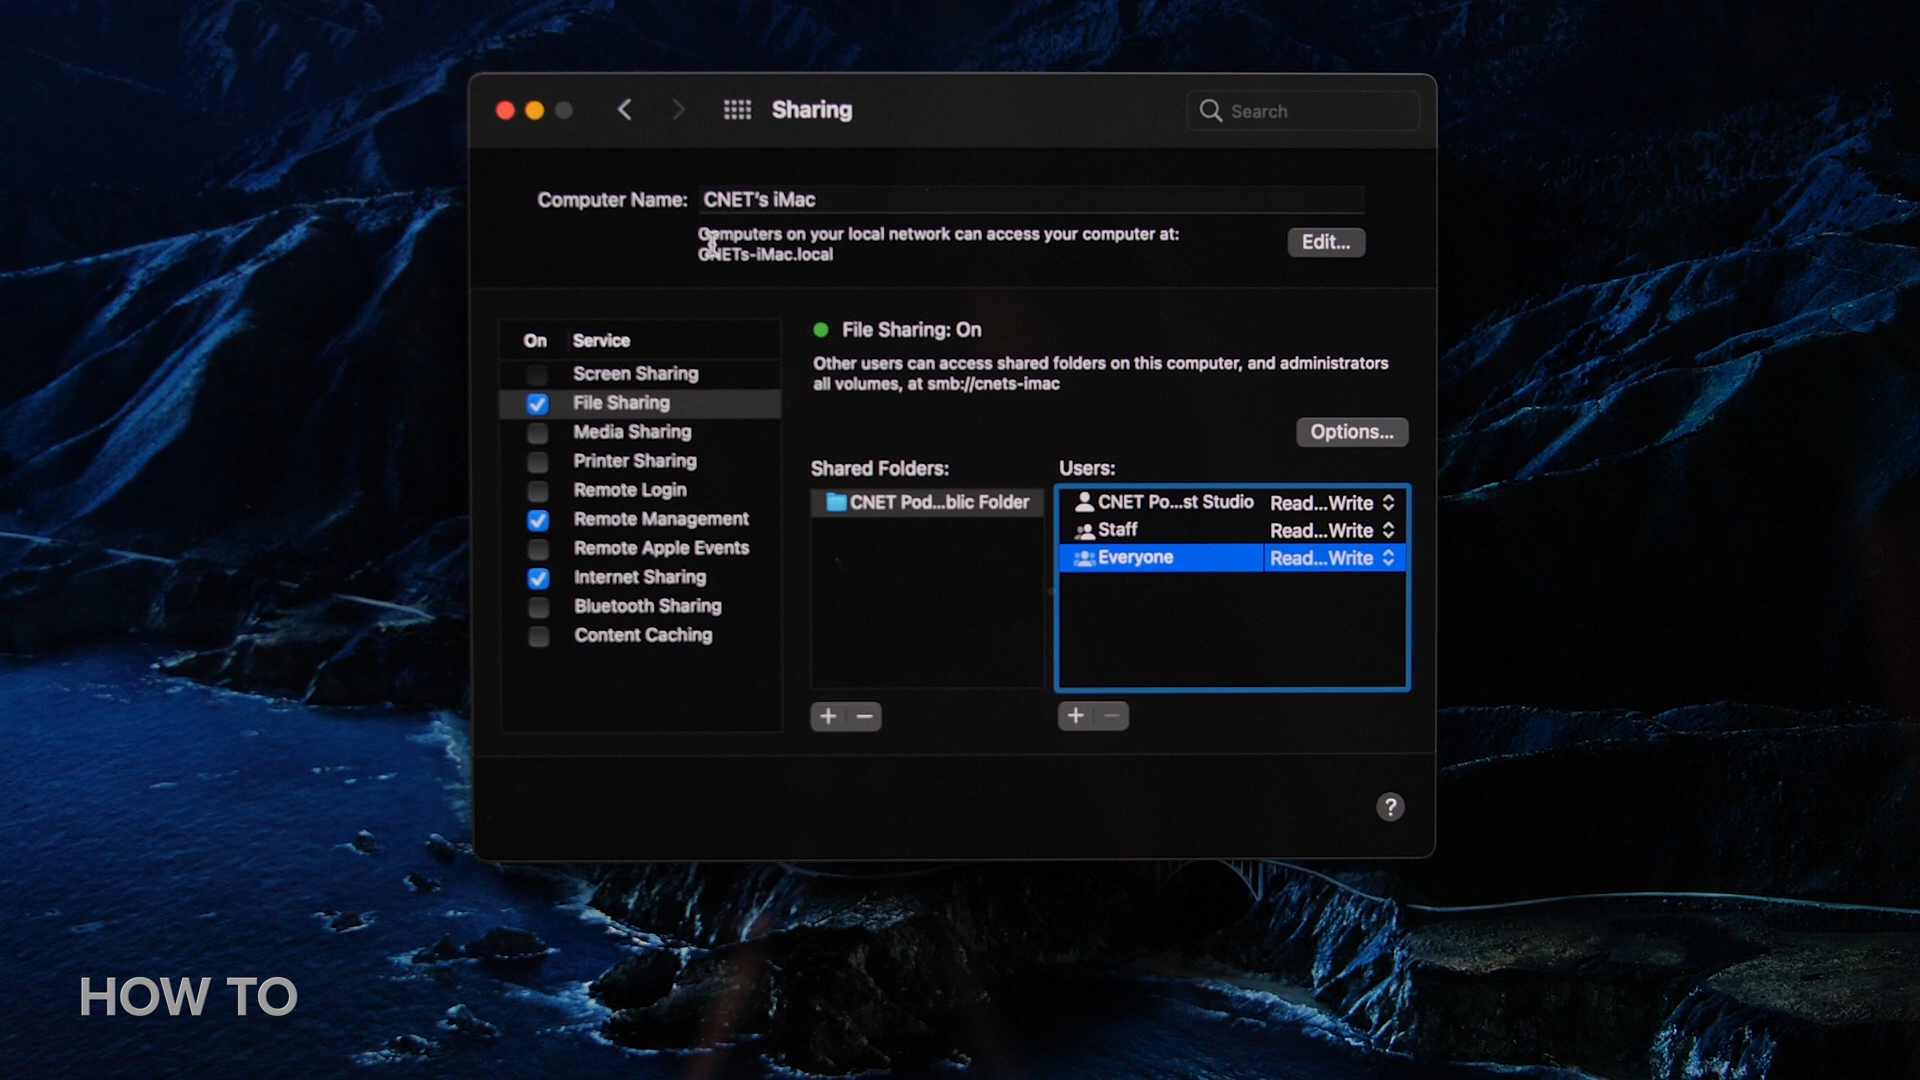 Sharing
Search
Computer Name: CNET's iMac
Computers on your local network can access your computer at:
CNETs-iMac.local
Edit...
On Service
Screen Sharing
File Sharing
Media Sharing
Printer Sharing
Remote Login
Remote Management
Remote Apple Events
Internet Sharing
Bluetooth Sharing
Content Caching
File Sharing: On
Other users can access shared folders on this computer, and administrators
all volumes, at smb://cnets-imac
Options...
Shared Folders:
CNET Pod...blic Folder
Users:
CNET Po...st Studio Read...Write
Staff Read...Write
Everyone Read...Write
?
HOW TO